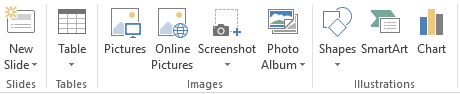 New Slide
Table
Pictures
Online Pictures
Screenshot
Photo Album
Shapes
SmartArt
Chart
Slides
Tables
Images
Illustrations